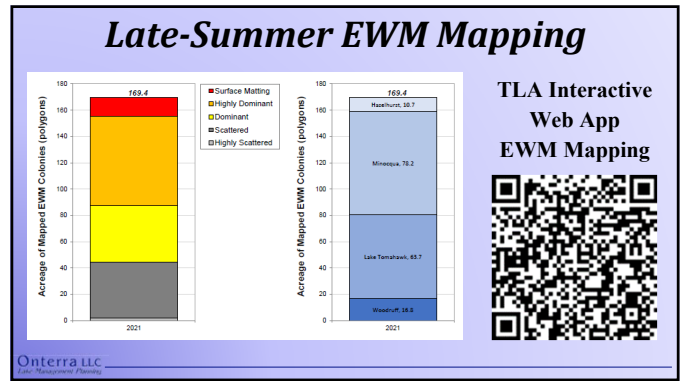 Late-Summer EWM Mapping
Acreage of Mapped EWM Colonies (polygons)
180
160
140
120
100
80
60
40
20
0
169.4
2021
Surface Matting
Highly Dominant
Dominant
Scattered
Highly Scattered
Acreage of Mapped EWM Colonies (polygons)
180
160
140
120
100
80
60
40
20
0
169.4
Hazelhurst, 10.7
Minocqua, 78.2
Lake Tomahawk, 63.7
Woodruff, 16.8
2021
TLA Interactive
Web App
EWM Mapping
Onterra LLC
Lake Management Planning